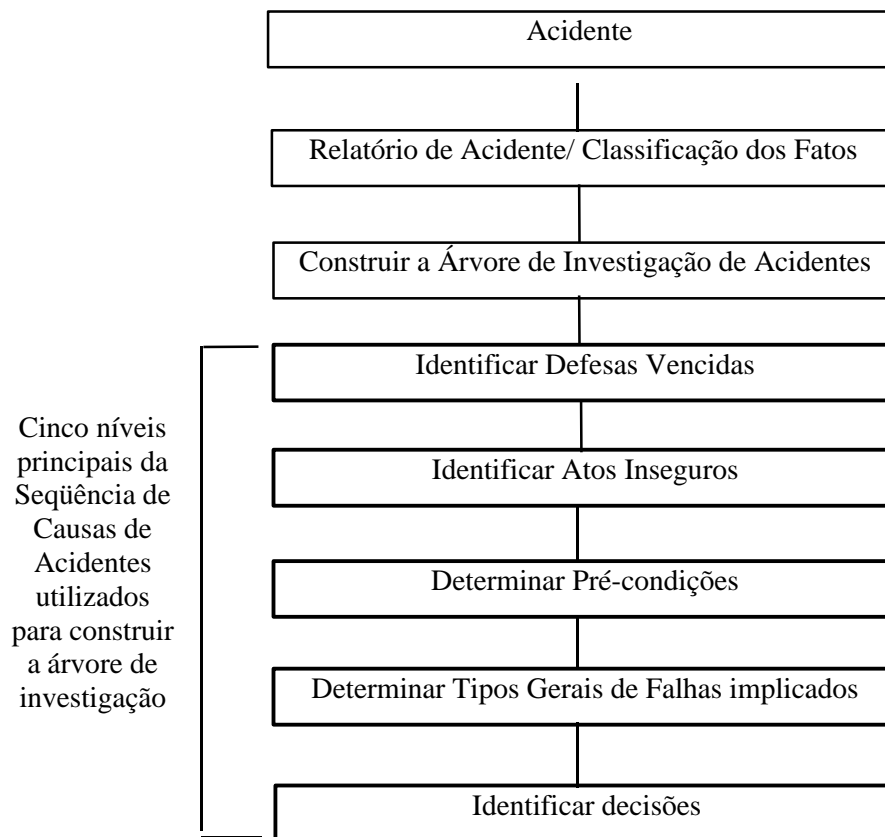 Acidente
Relatório de Acidente/ Classificação dos Fatos
Construir a Árvore de Investigação de Acidentes
Identificar Defesas Vencidas
Identificar Atos Inseguros
Determinar Pré-condições
Determinar Tipos Gerais de Falhas implicados
Identificar decisões
Cinco níveis
principais da
Seqüência de
Causas de
Acidentes
utilizados
para construir
a árvore de
investigação